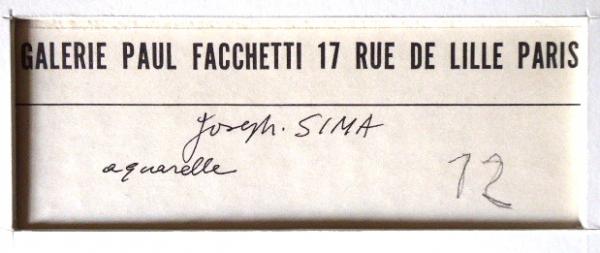 GALERIE PAUL FACCHETTI 17 RUE DE LILLE PARIS
Joseph. SIMA
aquarelle
12